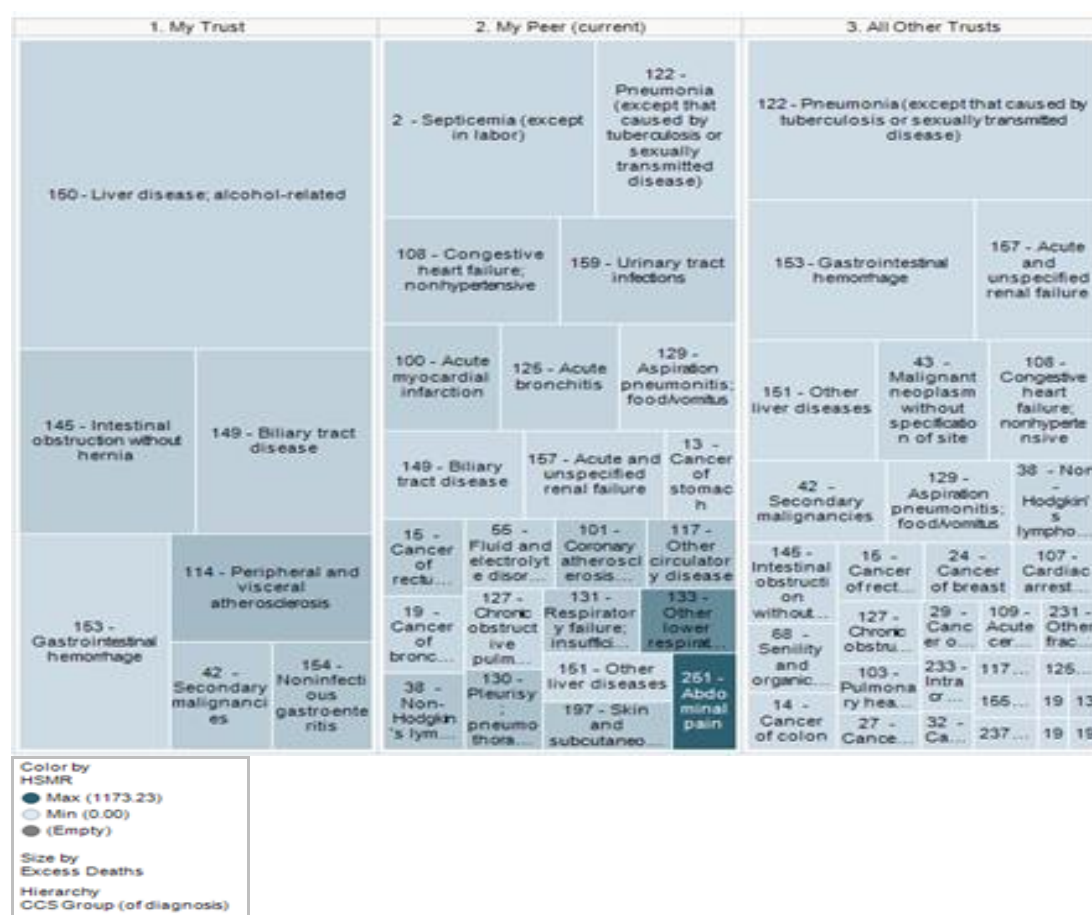 1. My Trust
2. My Peer (current)
3. All Other Trusts
150 - Liver disease; alcohol-related
145 - Intestinal
obstruction without
hernia
149 - Biliary tract
disease
153 -
Gastrointestinal
hemorrhage
114 - Peripheral and
visceral
atherosclerosis
42 -
Secondary
malignanci
es
154 -
Noninfecti
ous
gastroente
ritis
2 - Septicemia (except
in labor)
122 -
Pneumonia
(except that
caused by
tuberculosis or
sexually
transmitted
disease)
108 - Congestive
heart failure;
nonhypertensive
159 - Urinary tract
infections
100 - Acute
myocardial
infarction
125 - Acute
bronchitis
129 -
Aspiration
pneumonitis;
food/vomitus
149 - Biliary
tract disease
157 - Acute and
unspecified
renal failure
13 -
Cancer
of
stomac
h
15 -
Cancer
of
rectu...
55 -
Fluid and
electrolyt
e disor...
101 -
Coronary
atheroscl
erosis...
117 -
Other
circulator
y disease
19 -
Cancer
of
bronc...
127 -
Chronic
obstruct
ive
pulm...
131 -
Respirator
y failure;
insuffici...
133 -
Other
lower
respirat...
38 -
Non-
Hodgkin
's lym...
130 -
Pleurisy
;
pneumo
thora...
151 - Other
liver diseases
197 - Skin
and
subcutaneo...
251 -
Abdo
minal
pain
122 - Pneumonia (except that caused by
tuberculosis or sexually transmitted
disease)
153 - Gastrointestinal
hemorrhage
157 - Acute
and
unspecified
renal failure
151 - Other
liver diseases
43 -
Malignant
neoplasm
without
specificatio
n of site
108 -
Congestive
heart
failure;
nonhyperte
nsive
42 -
Secondary
malignancies
129 -
Aspiration
pneumonitis;
food/vomitus
38 - Non
-
Hodgkin'
s
lympho...
145 -
Intestinal
obstructi
on
without...
15 -
Cancer
of rect...
24 -
Cancer
of breast
107 -
Cardiac
arrest...
68 -
Senility
and
organic...
127 -
Chronic
obstru...
29 -
Canc
er o...
109 -
Acute
cer...
231 -
Other
frac...
103 -
Pulmona
ry hea...
233 -
Intra
cr...
117...
125...
14 -
Cancer
of colon
27 -
Cance...
32 -
Ca...
155...
19
13
237...
19
19
Color by
HSMR
Max (1173.23)
Min (0.00)
(Empty)
Size by
Excess Deaths
Hierarchy
CCS Group (of diagnosis)